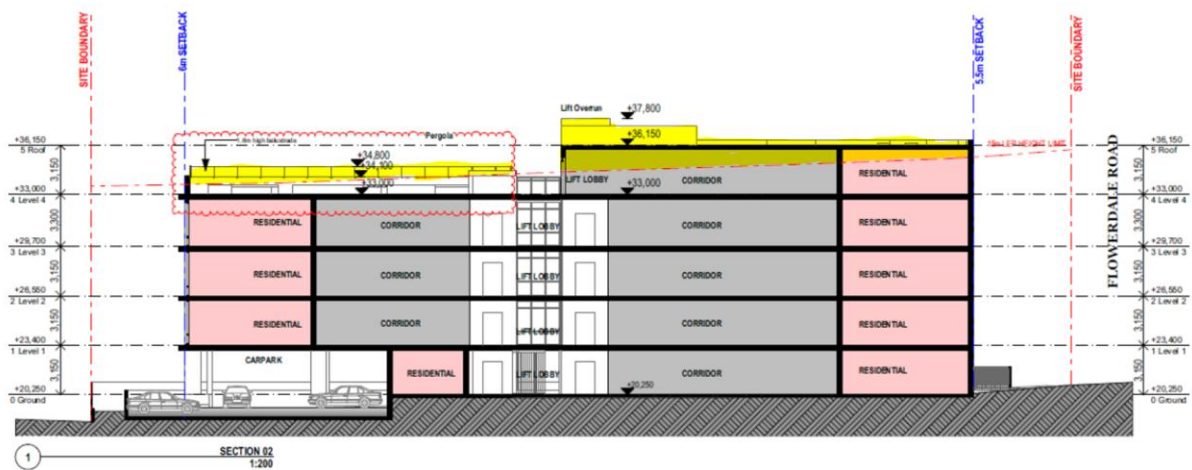 SITE BOUNDARY
6m SETBACK
5.5m SETBACK
SITE BOUNDARY
Lift Overrun
+37,800
+36,150
5 Roof
Pergola
+36,150
+36,150
5 Roof
+34,800
+34,100
3,150
LIFT LOBBY
CORRIDOR
RESIDENTIAL
3,150
FLOWERDALE ROAD
+33,000
4 Level 4
+33,000
+33,000
+33,000
4 Level 4
3,300
RESIDENTIAL
CORRIDOR
LIFT LOBBY
CORRIDOR
RESIDENTIAL
3,300
+29,700
3 Level 3
+29,700
3 Level 3
3,150
RESIDENTIAL
CORRIDOR
LIFT LOBBY
CORRIDOR
RESIDENTIAL
3,150
+26,550
2 Level 2
+26,550
2 Level 2
3,150
RESIDENTIAL
CORRIDOR
LIFT LOBBY
CORRIDOR
RESIDENTIAL
3,150
+23,400
1 Level 1
+23,400
1 Level 1
CARPARK
3,150
RESIDENTIAL
LIFT LOBBY
CORRIDOR
RESIDENTIAL
3,150
+20,250
0 Ground
+20,250
+20,250
0 Ground
1
SECTION 02
1:200